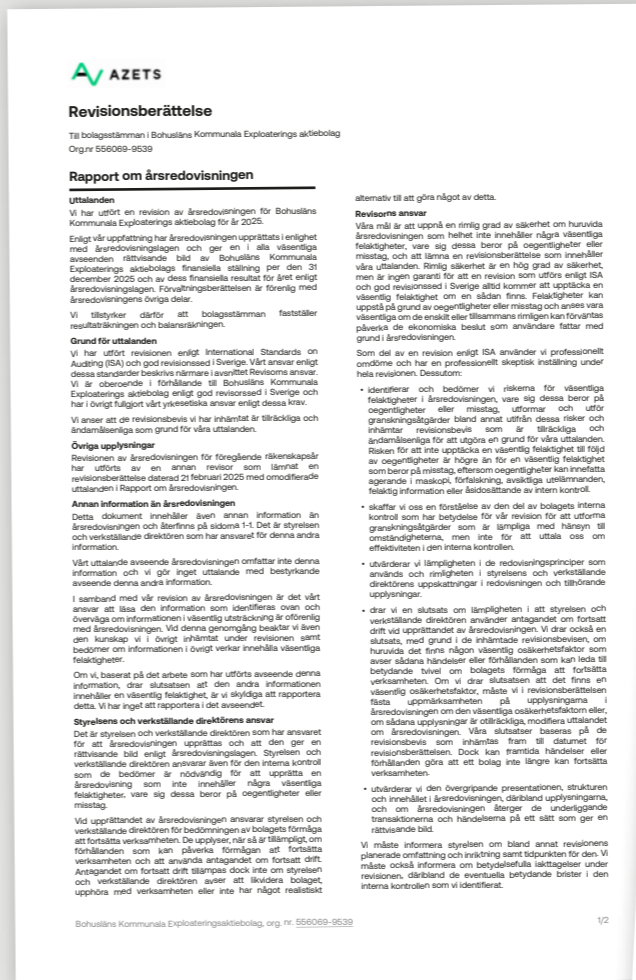 AZETS
Revisionsberättelse
Till bolagsstämman i Bohusläns Kommunala Exploaterings aktiebolag
Org.nr 556069-9539
Rapport om årsredovisningen
Uttalanden
Vi har utfört en revision av årsredovisningen för Bohusläns
Kommunala Exploaterings aktiebolag för år 2025.
Enligt vår uppfattning har årsredovisningen upprättats i enlighet
med årsredovisningslagen och ger en i alla väsentliga
avseenden rättvisande bild av Bohusläns Kommunala
Exploaterings aktiebolags finansiella ställning per den 31
december 2025 och av dess finansiella resultat för året enligt
årsredovisningslagen. Förvaltningsberättelsen är förenlig med
årsredovisningens övriga delar.
Vi tillstyrker därför att bolagsstämman fastställer
resultaträkningen och balansräkningen.
Grund för uttalanden
Vi har utfört revisionen enligt International Standards on
Auditing (ISA) och god revisionssed i Sverige. Vårt ansvar enligt
dessa standarder beskrivs närmare i avsnittet Revisorns ansvar.
Vi är oberoende i förhållande till Bohusläns Kommunala
Exploaterings aktiebolag enligt god revisorssed i Sverige och
har i övrigt fullgjort vårt yrkesetiska ansvar enligt dessa krav.
Vi anser att de revisionsbevis vi har inhämtat är tillräckliga och
ändamålsenliga som grund för våra uttalanden.
Övriga upplysningar
Revisionen av årsredovisningen för föregående räkenskapsår
har utförts av en annan revisor som lämnat en
revisionsberättelse daterad 21 februari 2025 med omodifierade
uttalanden i Rapport om årsredovisningen.
Annan information än årsredovisningen
Detta dokument innehåller även annan information än
årsredovisningen och återfinns på sidorna 1-1. Det är styrelsen
och verkställande direktören som har ansvaret för denna andra
information.
Vårt uttalande avseende årsredovisningen omfattar inte denna
information och vi gör inget uttalande med bestyrkande
avseende denna andra information.
I samband med vår revision av årsredovisningen är det vårt
ansvar att läsa den information som identifieras ovan och
överväga om informationen i väsentlig utsträckning är oförenlig
med årsredovisningen. Vid denna genomgång beaktar vi även
den kunskap vi i övrigt inhämtat under revisionen samt
bedömer om informationen i övrigt verkar innehålla väsentliga
felaktigheter.
Om vi, baserat på det arbete som har utförts avseende denna
information, drar slutsatsen att den andra informationen
innehåller en väsentlig felaktighet, är vi skyldiga att rapportera
detta. Vi har inget att rapportera i det avseendet.
Styrelsens och verkställande direktörens ansvar
Det är styrelsen och verkställande direktören som har ansvaret
för att årsredovisningen upprättas och att den ger en
rättvisande bild enligt årsredovisningslagen. Styrelsen och
verkställande direktören ansvarar även för den interna kontroll
som de bedömer är nödvändig för att upprätta en
årsredovisning som inte innehåller några väsentliga
felaktigheter, vare sig dessa beror på oegentligheter eller
misstag.
Vid upprättandet av årsredovisningen ansvarar styrelsen och
verkställande direktören för bedömningen av bolagets förmåga
att fortsätta verksamheten. De upplyser, när så är tillämpligt, om
förhållanden som kan påverka förmågan att fortsätta
verksamheten och att använda antagandet om fortsatt drift.
Antagandet om fortsatt drift tillämpas dock inte om styrelsen
och verkställande direktören avser att likvidera bolaget,
upphöra med verksamheten eller inte har något realistiskt
alternativ till att göra något av detta.
Revisorns ansvar
Våra mål är att uppnå en rimlig grad av säkerhet om huruvida
årsredovisningen som helhet inte innehåller några väsentliga
felaktigheter, vare sig dessa beror på oegentligheter eller
misstag, och att lämna en revisionsberättelse som innehåller
våra uttalanden. Rimlig säkerhet är en hög grad av säkerhet,
men är ingen garanti för att en revision som utförs enligt ISA
och god revisionssed i Sverige alltid kommer att upptäcka en
väsentlig felaktighet om en sådan finns. Felaktigheter kan
uppstå på grund av oegentligheter eller misstag och anses vara
väsentliga om de enskilt eller tillsammans rimligen kan förväntas
påverka de ekonomiska beslut som användare fattar med
grund i årsredovisningen.
Som del av en revision enligt ISA använder vi professionellt
omdöme och har en professionellt skeptisk inställning under
hela revisionen. Dessutom:
• identifierar och bedömer vi riskerna för väsentliga
felaktigheter i årsredovisningen, vare sig dessa beror på
oegentligheter eller misstag, utformar och utför
granskningsåtgärder bland annat utifrån dessa risker och
inhämtar revisionsbevis som är tillräckliga och
ändamålsenliga för att utgöra en grund för våra uttalanden.
Risken för att inte upptäcka en väsentlig felaktighet till följd
av oegentligheter är högre än för en väsentlig felaktighet
som beror på misstag, eftersom oegentligheter kan innefatta
agerande i maskopi, förfalskning, avsiktliga utelämnanden,
felaktig information eller åsidosättande av intern kontroll.
• skaffar vi oss en förståelse av den del av bolagets interna
kontroll som har betydelse för vår revision för att utforma
granskningsåtgärder som är lämpliga med hänsyn till
omständigheterna, men inte för att uttala oss om
effektiviteten i den interna kontrollen.
• utvärderar vi lämpligheten i de redovisningsprinciper som
används och rimligheten i styrelsens och verkställande
direktörens uppskattningar i redovisningen och tillhörande
upplysningar.
• drar vi en slutsats om lämpligheten i att styrelsen och
verkställande direktören använder antagandet om fortsatt
drift vid upprättandet av årsredovisningen. Vi drar också en
slutsats, med grund i de inhämtade revisionsbevisen, om
huruvida det finns någon väsentlig osäkerhetsfaktor som
avser sådana händelser eller förhållanden som kan leda till
betydande tvivel om bolagets förmåga att fortsätta
verksamheten. Om vi drar slutsatsen att det finns en
väsentlig osäkerhetsfaktor, måste vi i revisionsberättelsen
fästa uppmärksamheten på upplysningarna i
årsredovisningen om den väsentliga osäkerhetsfaktorn eller,
om sådana upplysningar är otillräckliga, modifiera uttalandet
om årsredovisningen. Våra slutsatser baseras på de
revisionsbevis som inhämtas fram till datumet för
revisionsberättelsen. Dock kan framtida händelser eller
förhållanden göra att ett bolag inte längre kan fortsätta
verksamheten.
• utvärderar vi den övergripande presentationen, strukturen
och innehållet i årsredovisningen, däribland upplysningarna,
och om årsredovisningen återger de underliggande
transaktionerna och händelserna på ett sätt som ger en
rättvisande bild.
Vi måste informera styrelsen om bland annat revisionens
planerade omfattning och inriktning samt tidpunkten för den. Vi
måste också informera om betydelsefulla iakttagelser under
revisionen, däribland de eventuella betydande brister i den
interna kontrollen som vi identifierat.
Bohusläns Kommunala Exploateringsaktiebolag, org. nr. 556069-9539
1/2